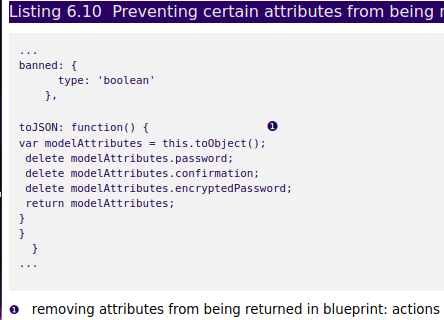 Listing 6.10 Preventing certain attributes from being
...
banned: {
type: 'boolean'
},
toJSON: function() { ❶
var modelAttributes = this.toObject();
delete modelAttributes.password;
delete modelAttributes.confirmation;
delete modelAttributes.encryptedPassword;
return modelAttributes;
}
}
}
...
❶ removing attributes from being returned in blueprint: actions